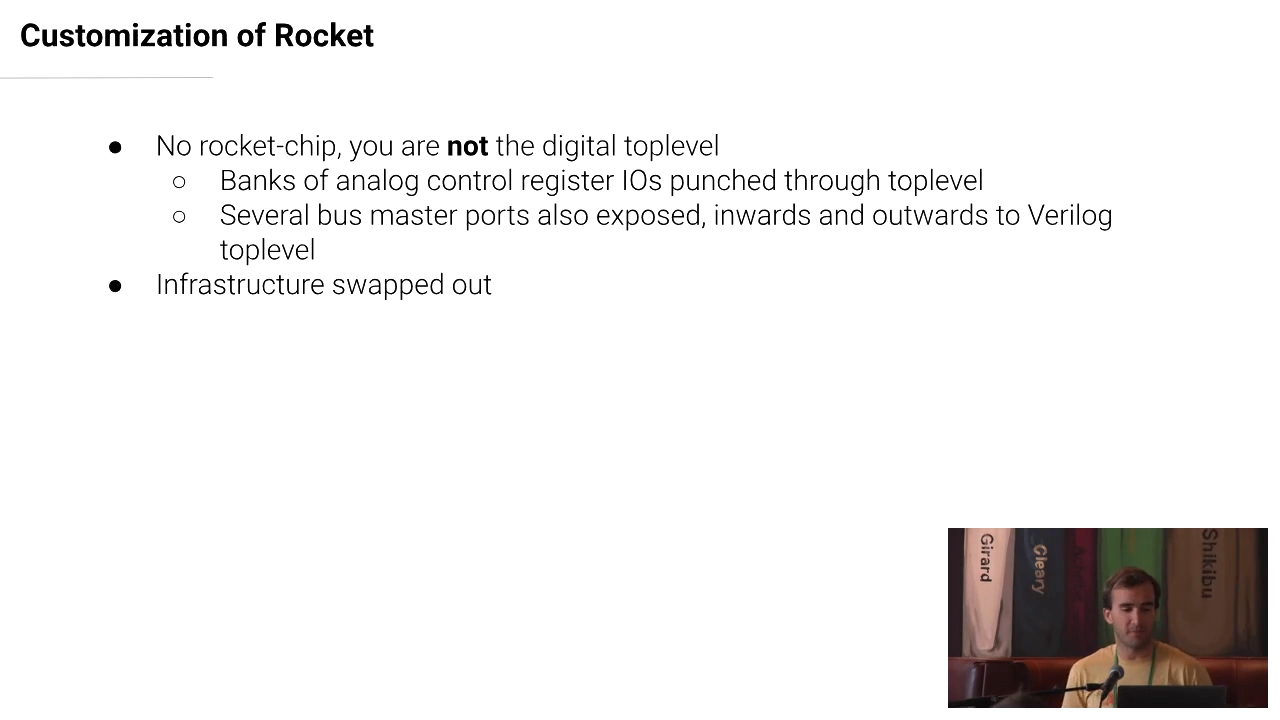 Customization of Rocket
● No rocket-chip, you are not the digital toplevel
○ Banks of analog control register IOs punched through toplevel
○ Several bus master ports also exposed, inwards and outwards to Verilog
toplevel
● Infrastructure swapped out
Girard
Cleary
Shikibu